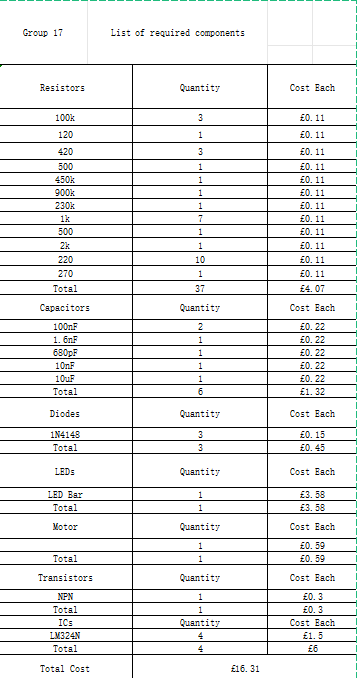 Group 17 List of required components
Resistors Quantity Cost Each
100k 3 £0.11
120 1 £0.11
420 3 £0.11
500 1 £0.11
450k 1 £0.11
900k 1 £0.11
230k 1 £0.11
1k 7 £0.11
500 1 £0.11
2k 1 £0.11
220 10 £0.11
270 1 £0.11
Total 37 £4.07
Capacitors Quantity Cost Each
100nF 2 £0.22
1.6nF 1 £0.22
680pF 1 £0.22
10nF 1 £0.22
10uF 1 £0.22
Total 6 £1.32
Diodes Quantity Cost Each
1N4148 3 £0.15
Total 3 £0.45
LEDs Quantity Cost Each
LED Bar 1 £3.58
Total 1 £3.58
Motor Quantity Cost Each
1 £0.59
Total 1 £0.59
Transistors Quantity Cost Each
NPN 1 £0.3
Total 1 £0.3
ICs Quantity Cost Each
LM324N 4 £1.5
Total 4 £6
Total Cost £16.31